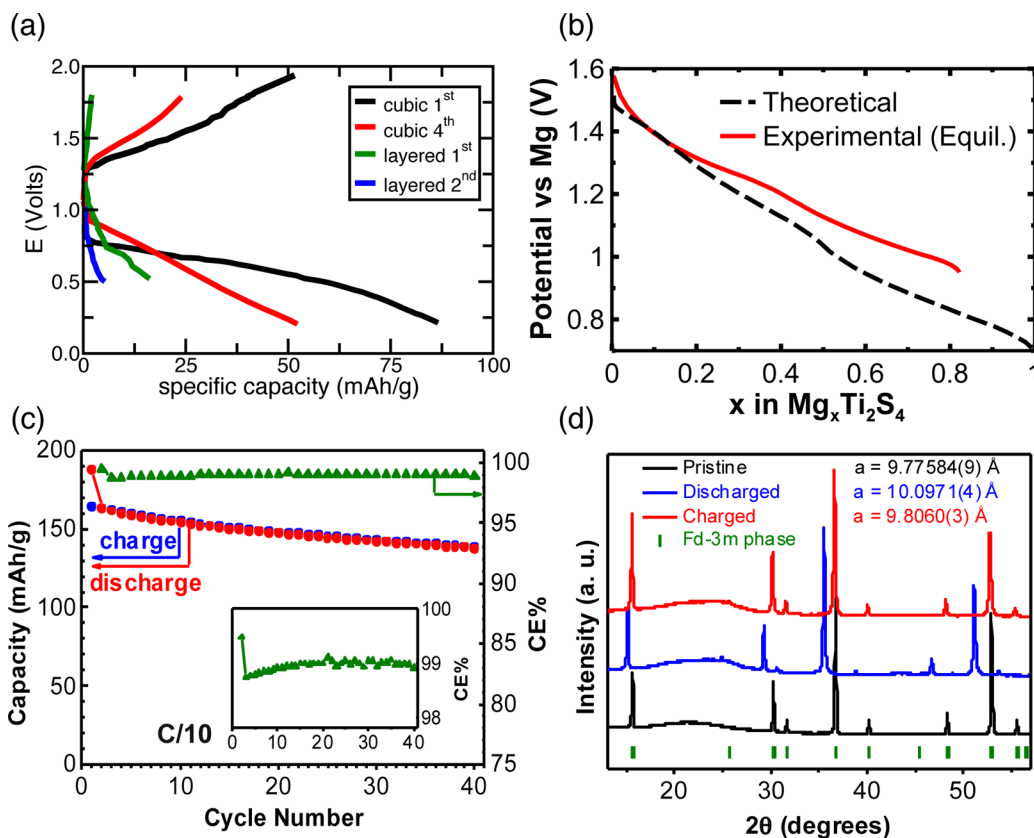 (a)
2.0
1.5
1.0
0.5
0.0
E (Volts)
cubic 1st
cubic 4th
layered 1st
layered 2nd
0 25 50 75 100
specific capacity (mAh/g)
(b)
1.6
1.4
1.2
1
0.8
Potential vs Mg (V)
Theoretical
Experimental (Equil.)
0 0.2 0.4 0.6 0.8 1
x in MgxTi2S4
(c)
200
150
100
50
0
Capacity (mAh/g)
charge
discharge
C/10
100
99
98
CE%
0 10 20 30 40
100
95
90
85
80
75
CE%
0 10 20 30 40
Cycle Number
(d)
Pristine a = 9.77584(9) Å
Discharged a = 10.0971(4) Å
Charged a = 9.8060(3) Å
Fd-3m phase
Intensity (a. u.)
20 30 40 50
2θ (degrees)